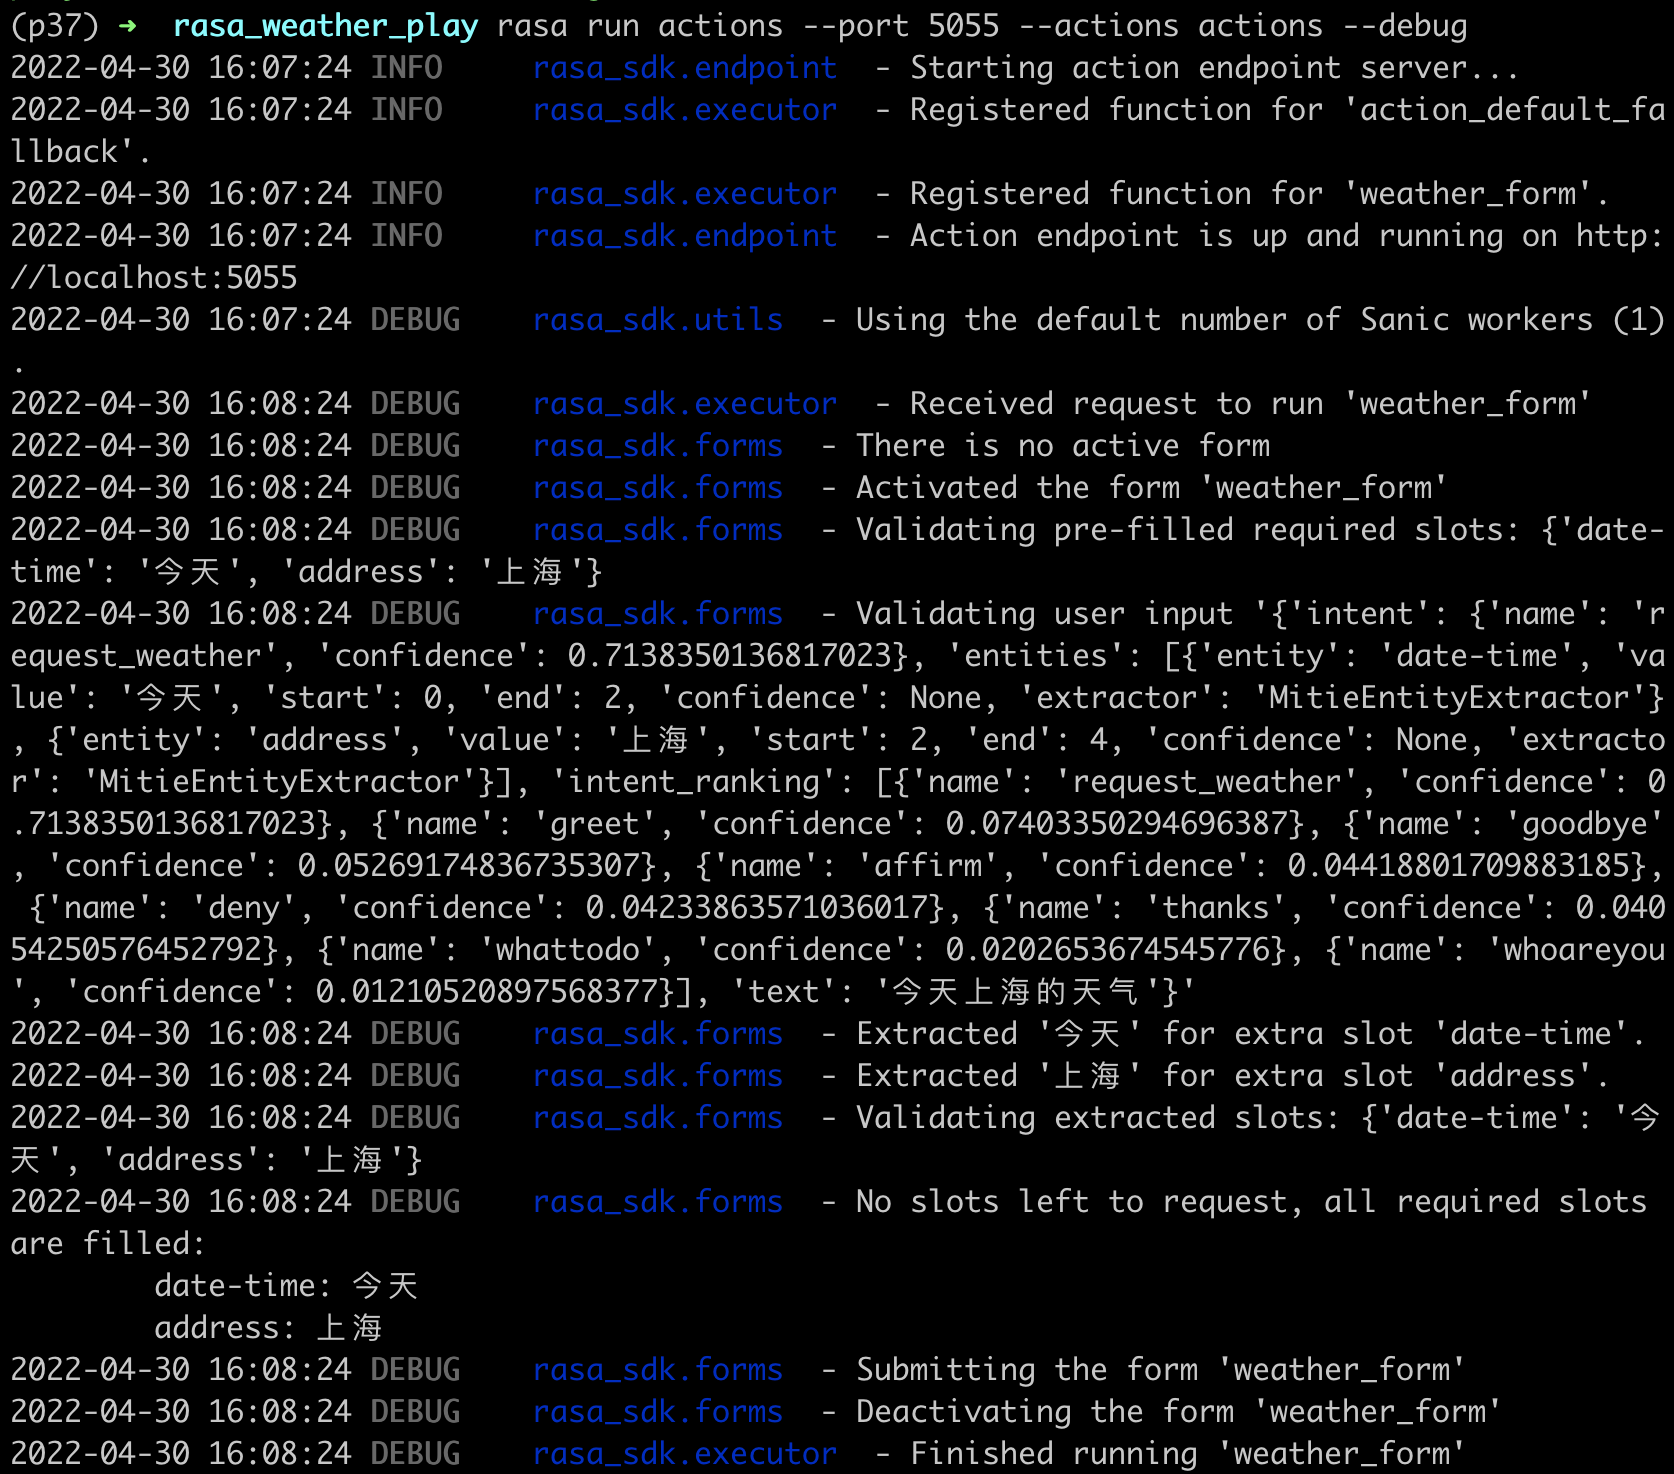 (p37) ➜  rasa_weather_play rasa run actions --port 5055 --actions actions --debug
2022-04-30 16:07:24 INFO     rasa_sdk.endpoint  - Starting action endpoint server...
2022-04-30 16:07:24 INFO     rasa_sdk.executor  - Registered function for 'action_default_fa
llback'.
2022-04-30 16:07:24 INFO     rasa_sdk.executor  - Registered function for 'weather_form'.
2022-04-30 16:07:24 INFO     rasa_sdk.endpoint  - Action endpoint is up and running on http:
//localhost:5055
2022-04-30 16:07:24 DEBUG    rasa_sdk.utils  - Using the default number of Sanic workers (1)
.
2022-04-30 16:08:24 DEBUG    rasa_sdk.executor  - Received request to run 'weather_form'
2022-04-30 16:08:24 DEBUG    rasa_sdk.forms  - There is no active form
2022-04-30 16:08:24 DEBUG    rasa_sdk.forms  - Activated the form 'weather_form'
2022-04-30 16:08:24 DEBUG    rasa_sdk.forms  - Validating pre-filled required slots: {'date-
time': '今天', 'address': '上海'}
2022-04-30 16:08:24 DEBUG    rasa_sdk.forms  - Validating user input '{'intent': {'name': 'r
equest_weather', 'confidence': 0.7138350136817023}, 'entities': [{'entity': 'date-time', 'va
lue': '今天', 'start': 0, 'end': 2, 'confidence': None, 'extractor': 'MitieEntityExtractor'}
, {'entity': 'address', 'value': '上海', 'start': 2, 'end': 4, 'confidence': None, 'extracto
r': 'MitieEntityExtractor'}], 'intent_ranking': [{'name': 'request_weather', 'confidence': 0
.7138350136817023}, {'name': 'greet', 'confidence': 0.07403350294696387}, {'name': 'goodbye'
, 'confidence': 0.05269174836735307}, {'name': 'affirm', 'confidence': 0.04418801709883185},
 {'name': 'deny', 'confidence': 0.04233863571036017}, {'name': 'thanks', 'confidence': 0.040
54250576452792}, {'name': 'whattodo', 'confidence': 0.0202653674545776}, {'name': 'whoareyou
', 'confidence': 0.01210520897568377}], 'text': '今天上海的天气'}'
2022-04-30 16:08:24 DEBUG    rasa_sdk.forms  - Extracted '今天' for extra slot 'date-time'.
2022-04-30 16:08:24 DEBUG    rasa_sdk.forms  - Extracted '上海' for extra slot 'address'.
2022-04-30 16:08:24 DEBUG    rasa_sdk.forms  - Validating extracted slots: {'date-time': '今
天', 'address': '上海'}
2022-04-30 16:08:24 DEBUG    rasa_sdk.forms  - No slots left to request, all required slots
are filled:
        date-time: 今天
        address: 上海
2022-04-30 16:08:24 DEBUG    rasa_sdk.forms  - Submitting the form 'weather_form'
2022-04-30 16:08:24 DEBUG    rasa_sdk.forms  - Deactivating the form 'weather_form'
2022-04-30 16:08:24 DEBUG    rasa_sdk.executor  - Finished running 'weather_form'